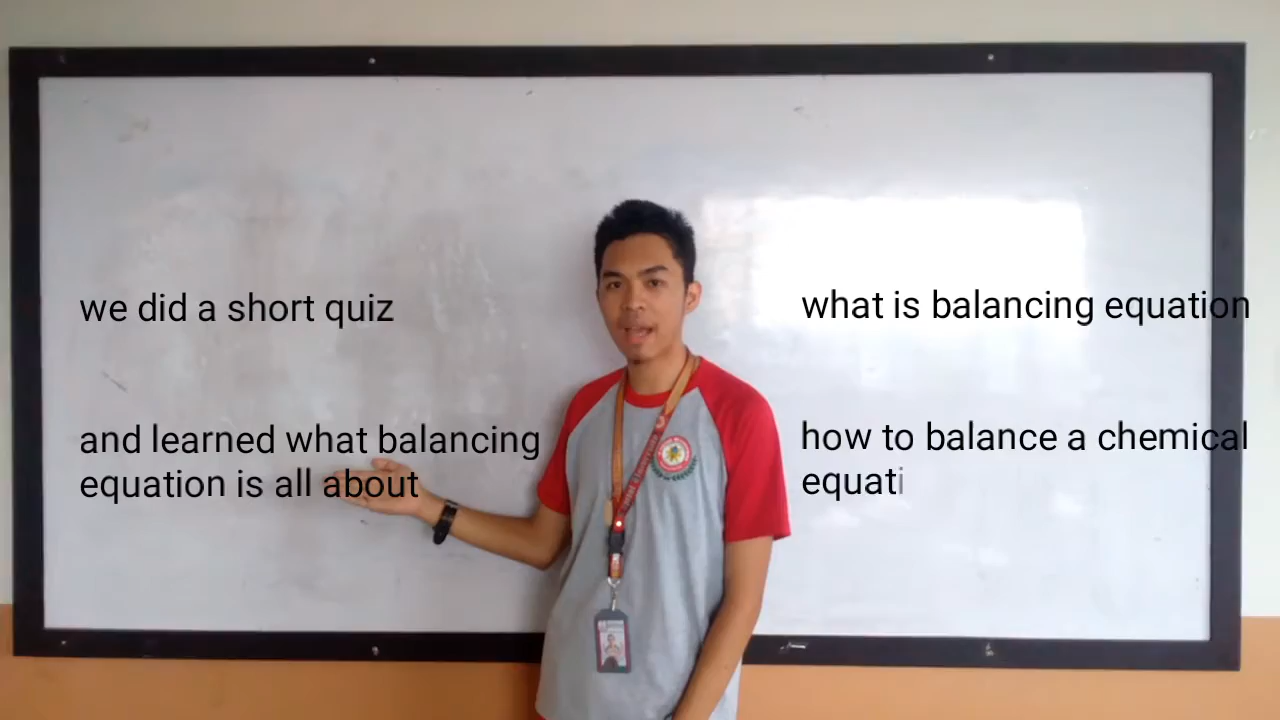 we did a short quiz
and learned what balancing
equation is all about
what is balancing equation
how to balance a chemical
equati